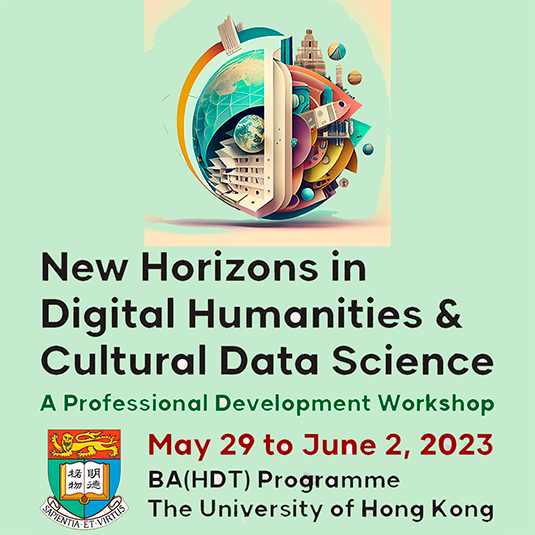 New Horizons in
Digital Humanities &
Cultural Data Science
A Professional Development Workshop
May 29 to June 2, 2023
BA(HDT) Programme
The University of Hong Kong
明德
格物
SAPIENTIA·ET·VIRTUS